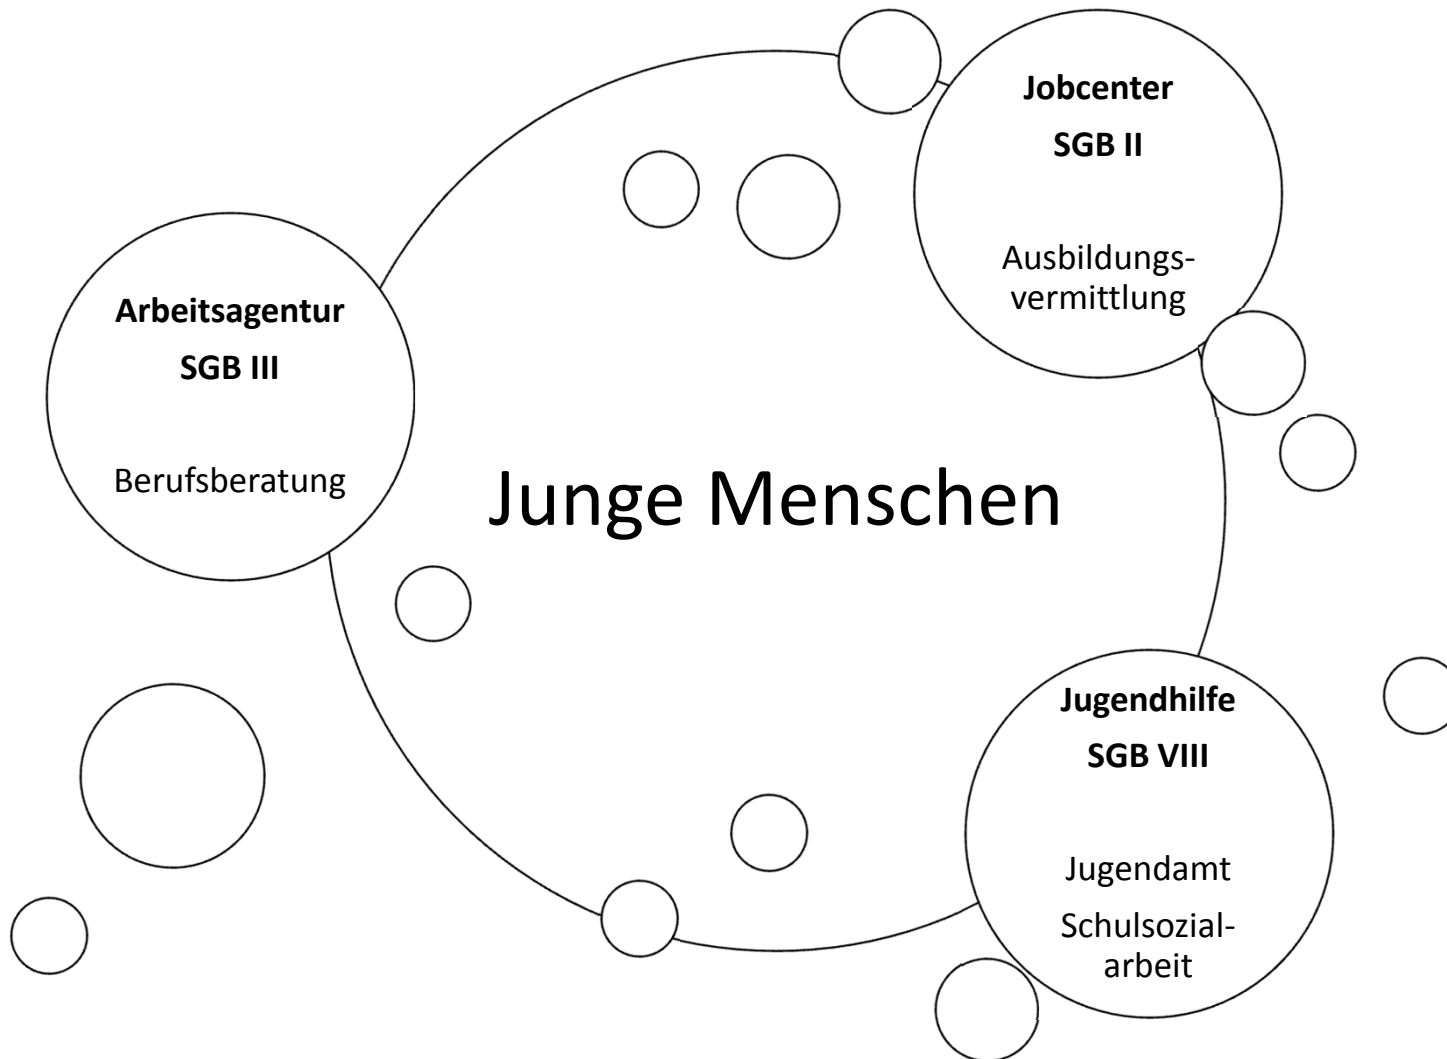 Jobcenter
SGB II
Ausbildungs-
vermittlung
Arbeitsagentur
SGB III
Berufsberatung
Junge Menschen
Jugendhilfe
SGB VIII
Jugendamt
Schulsozial-
arbeit